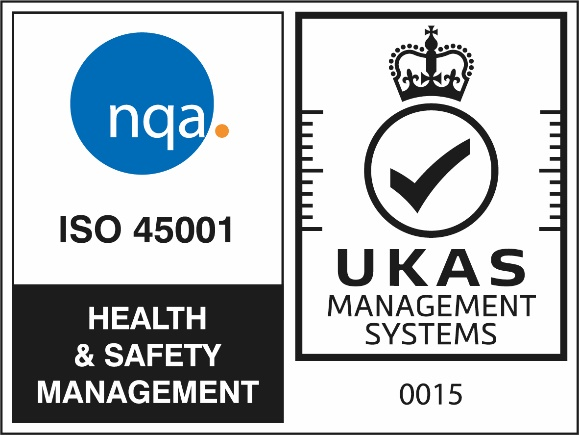 nqa.
ISO 45001
HEALTH
& SAFETY
MANAGEMENT
UKAS
MANAGEMENT
SYSTEMS
0015